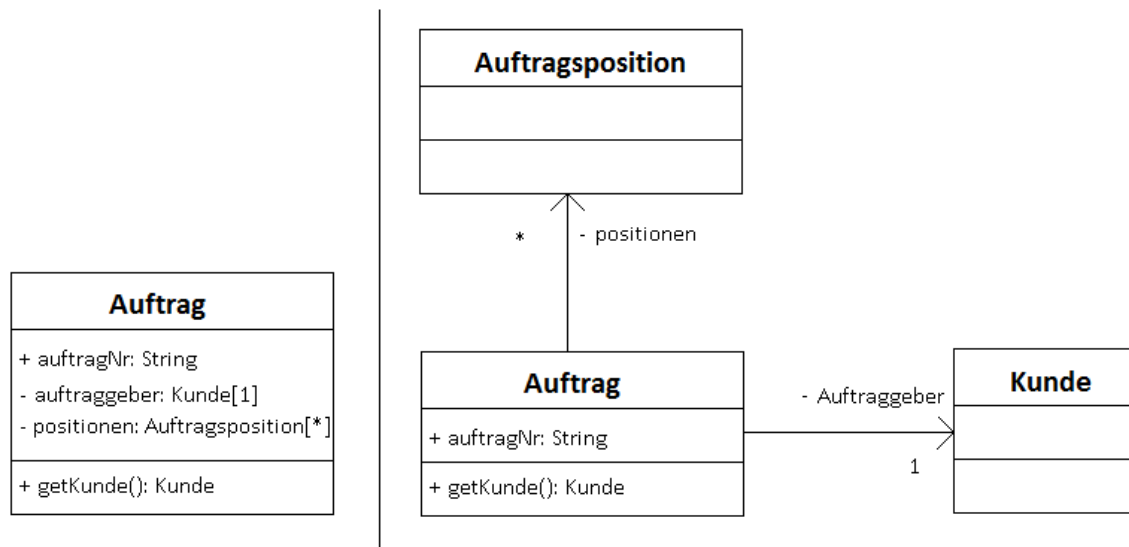 Auftrag
+ auftragNr: String
- auftraggeber: Kunde[1]
- positionen: Auftragsposition[*]
+ getKunde(): Kunde
Auftragsposition
* - positionen
Auftrag
+ auftragNr: String
+ getKunde(): Kunde
- Auftraggeber
1
Kunde